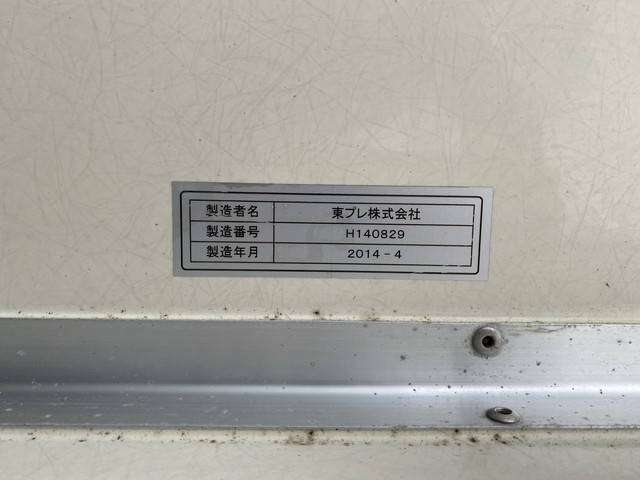 製造者名 東プレ株式会社
製造番号 H140829
製造年月 2014-4